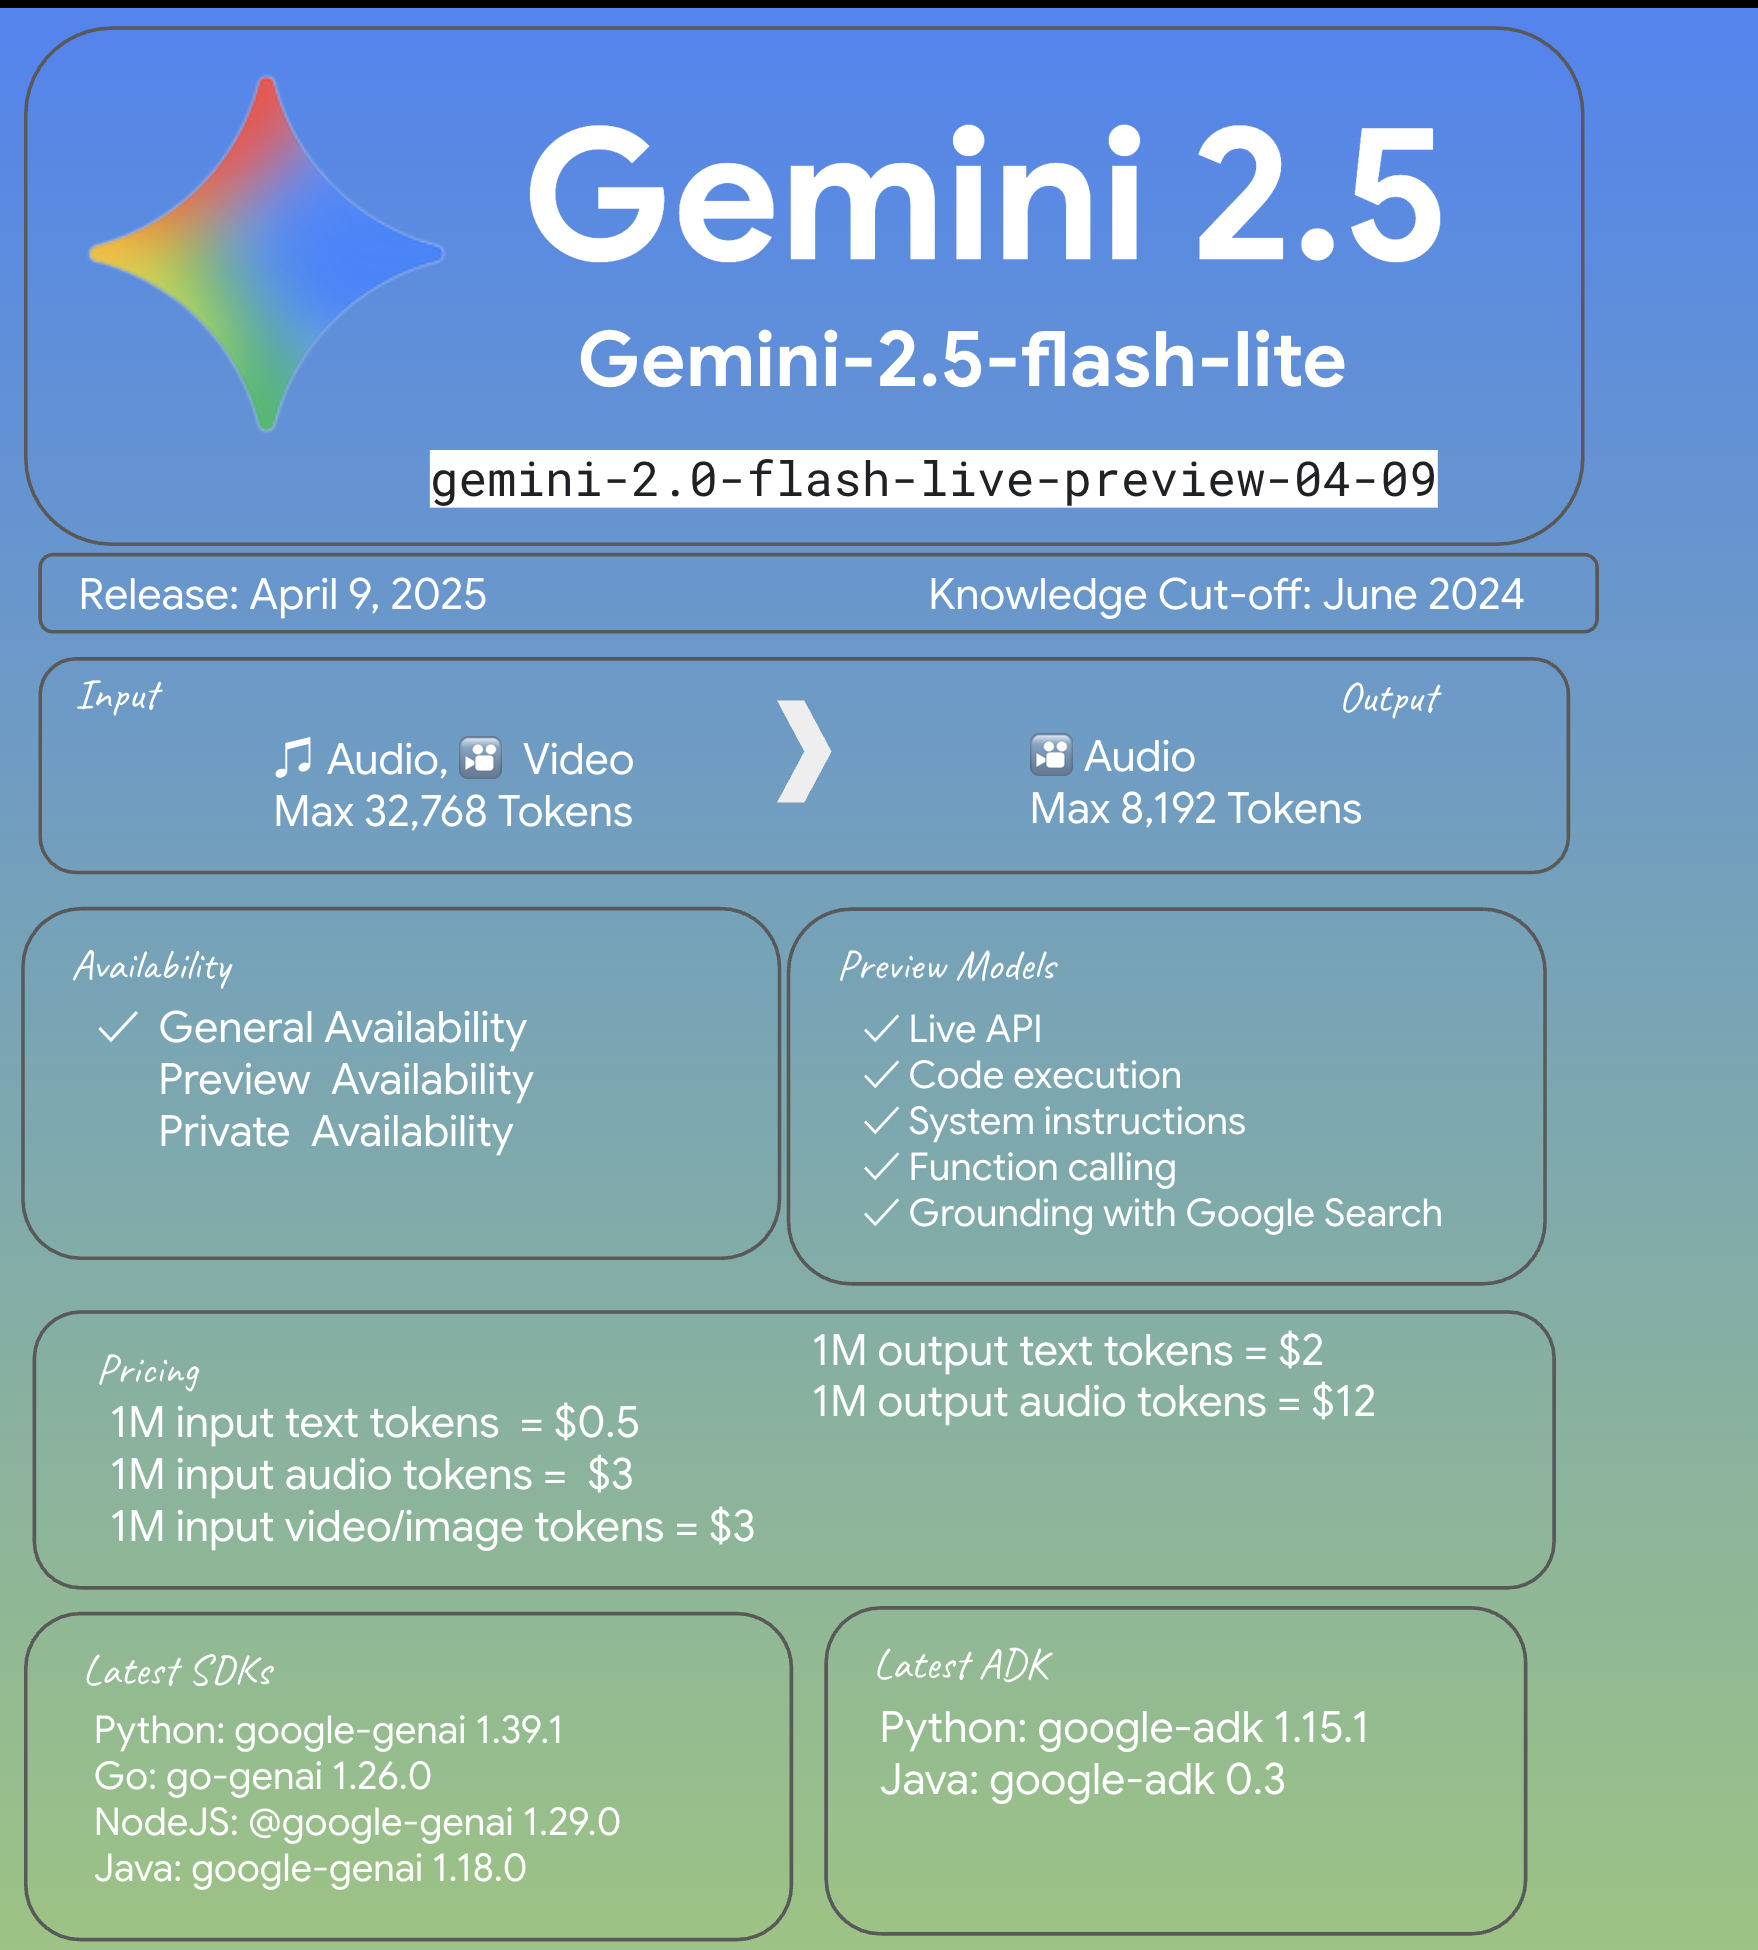 Gemini 2.5
Gemini-2.5-flash-lite
gemini-2.0-flash-live-preview-04-09
Release: April 9, 2025
Knowledge Cut-off: June 2024
Input
🎵 Audio, 🎦 Video
Max 32,768 Tokens
Output
🎦 Audio
Max 8,192 Tokens
Availability
✓ General Availability
Preview Availability
Private Availability
Preview Models
✓ Live API
✓ Code execution
✓ System instructions
✓ Function calling
✓ Grounding with Google Search
Pricing
1M input text tokens = $0.5
1M input audio tokens = $3
1M input video/image tokens = $3
1M output text tokens = $2
1M output audio tokens = $12
Latest SDKs
Python: google-genai 1.39.1
Go: go-genai 1.26.0
NodeJS: @google-genai 1.29.0
Java: google-genai 1.18.0
Latest ADK
Python: google-adk 1.15.1
Java: google-adk 0.3